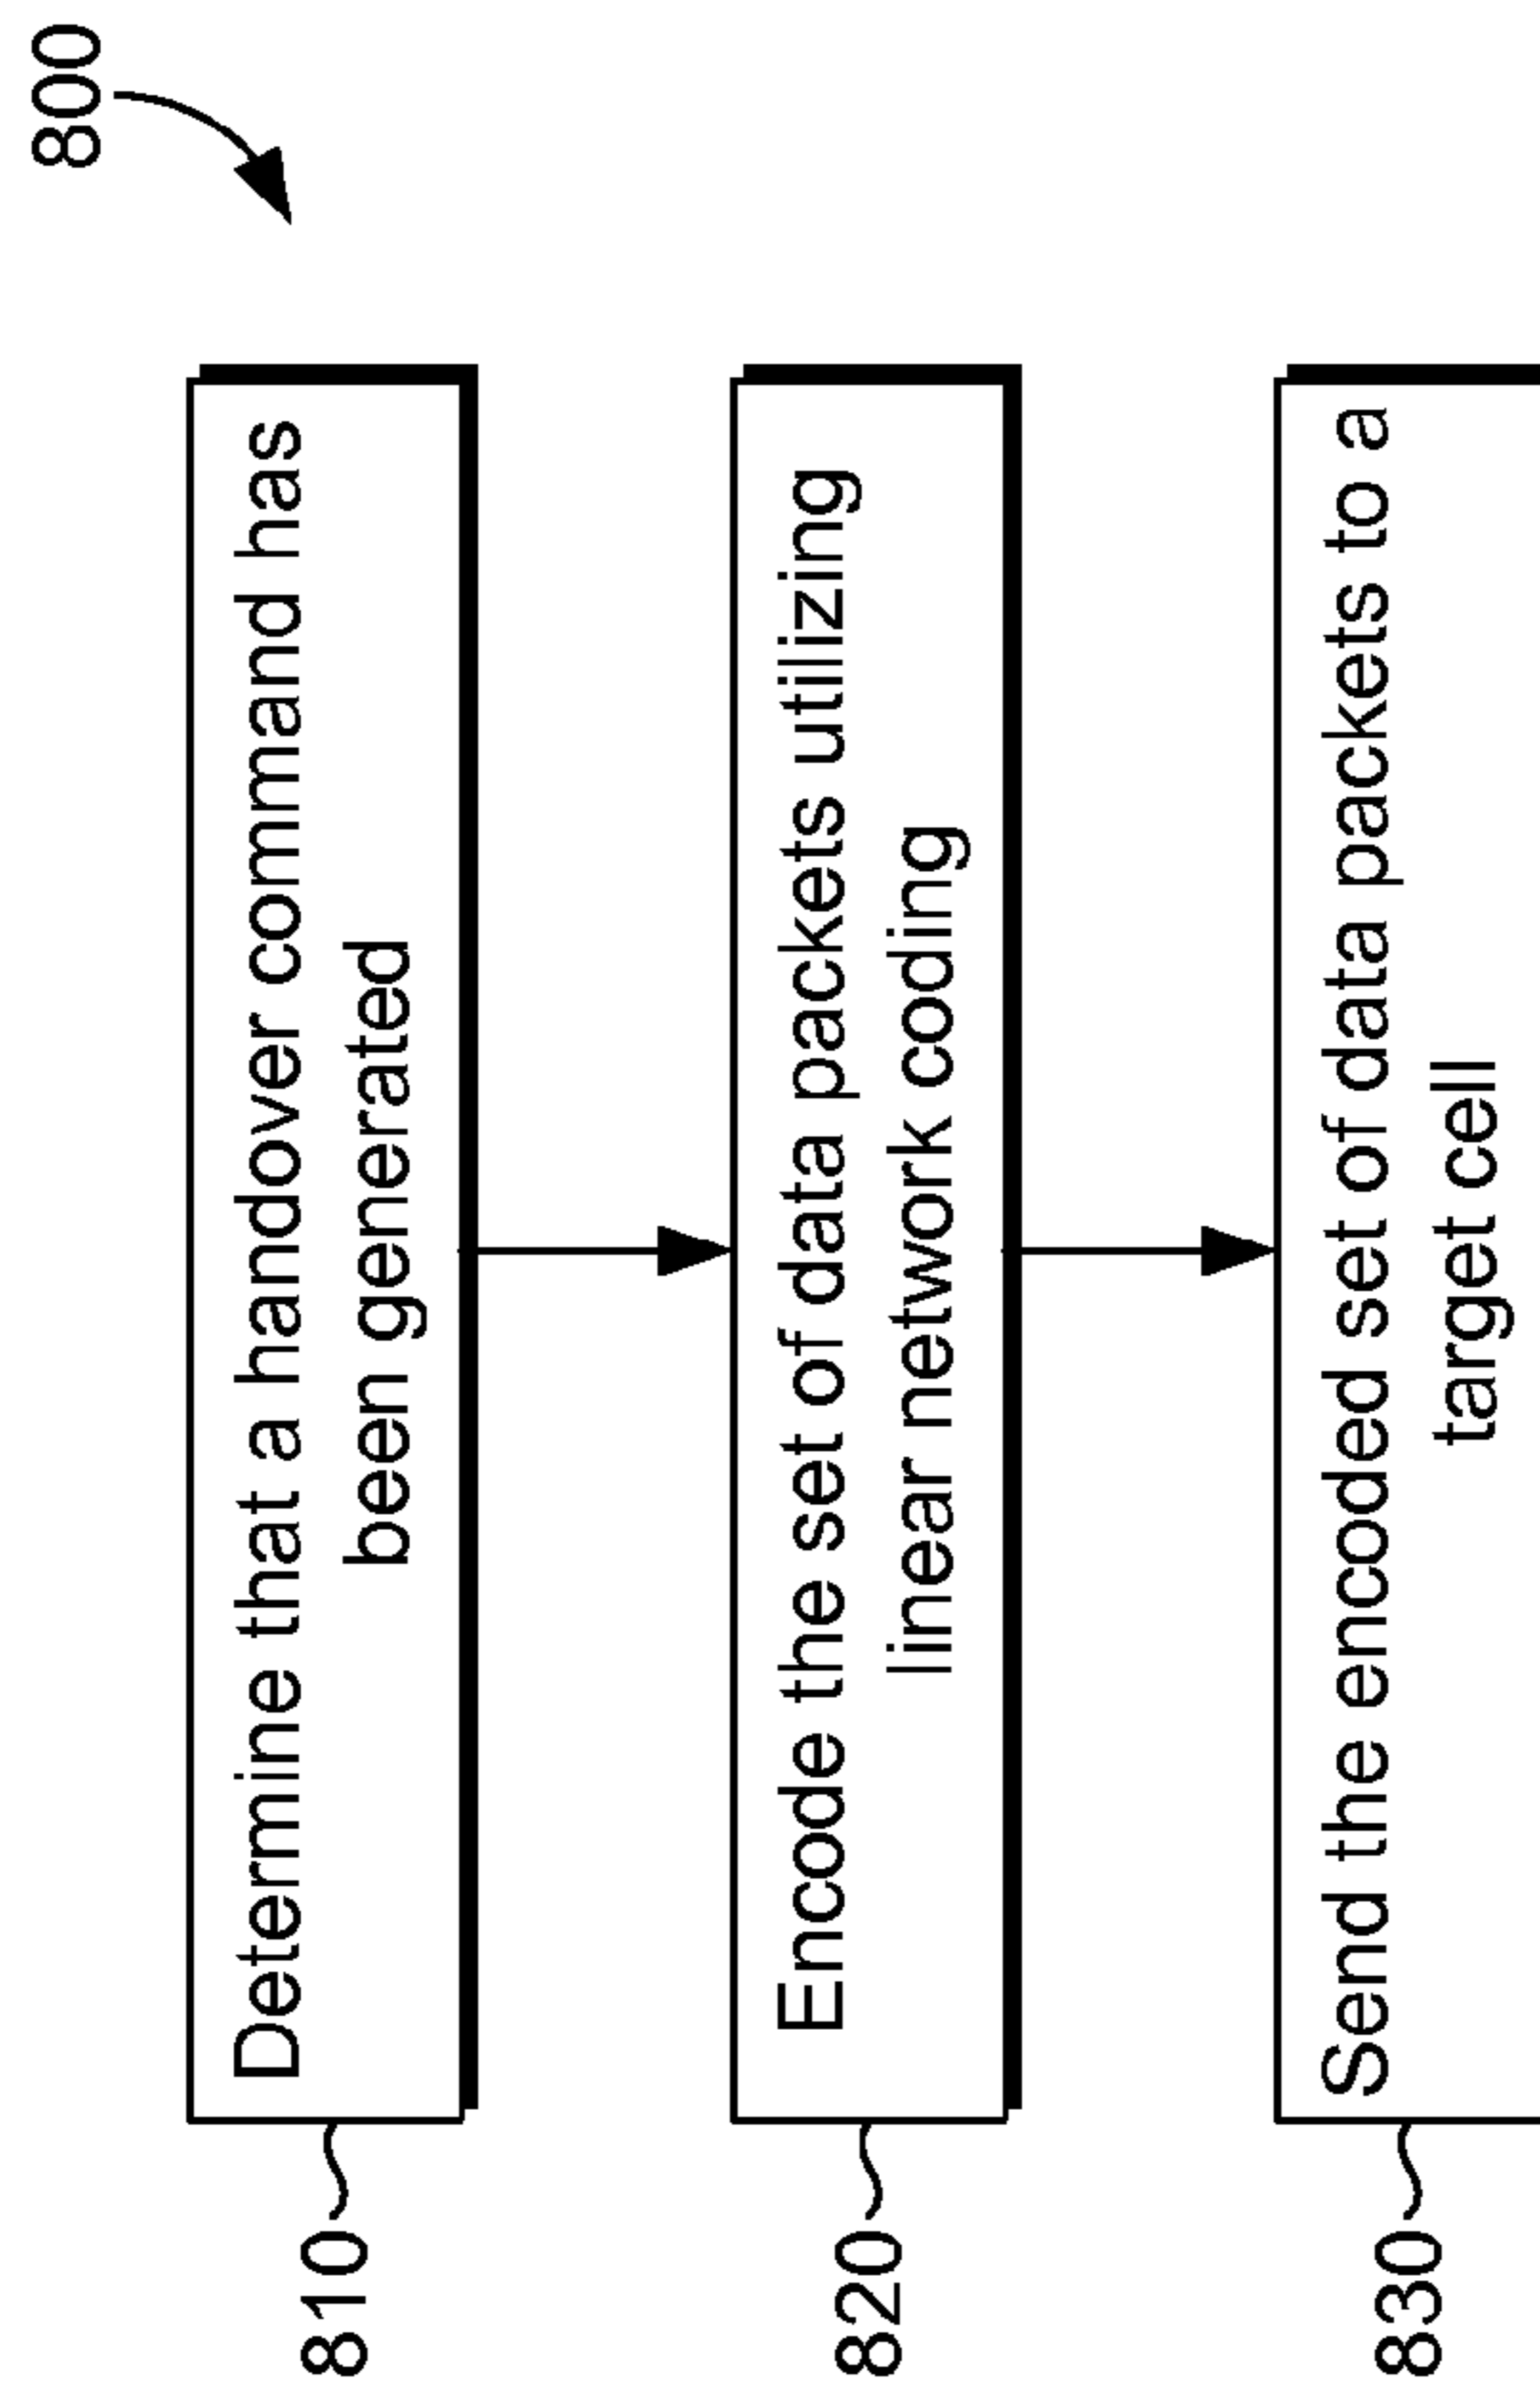 800
810
Determine that a handover command has
been generated
820
Encode the set of data packets utilizing
linear network coding
830
Send the encoded set of data packets to a
target cell